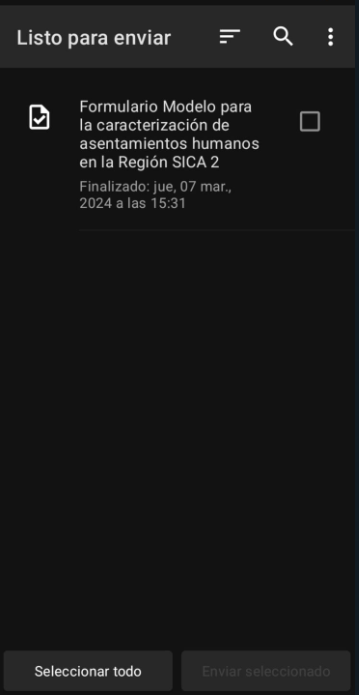 Listo para enviar
Formulario Modelo para
la caracterización de
asentamientos humanos
en la Región SICA 2
Finalizado: jue, 07 mar.,
2024 a las 15:31
Seleccionar todo
Enviar seleccionado